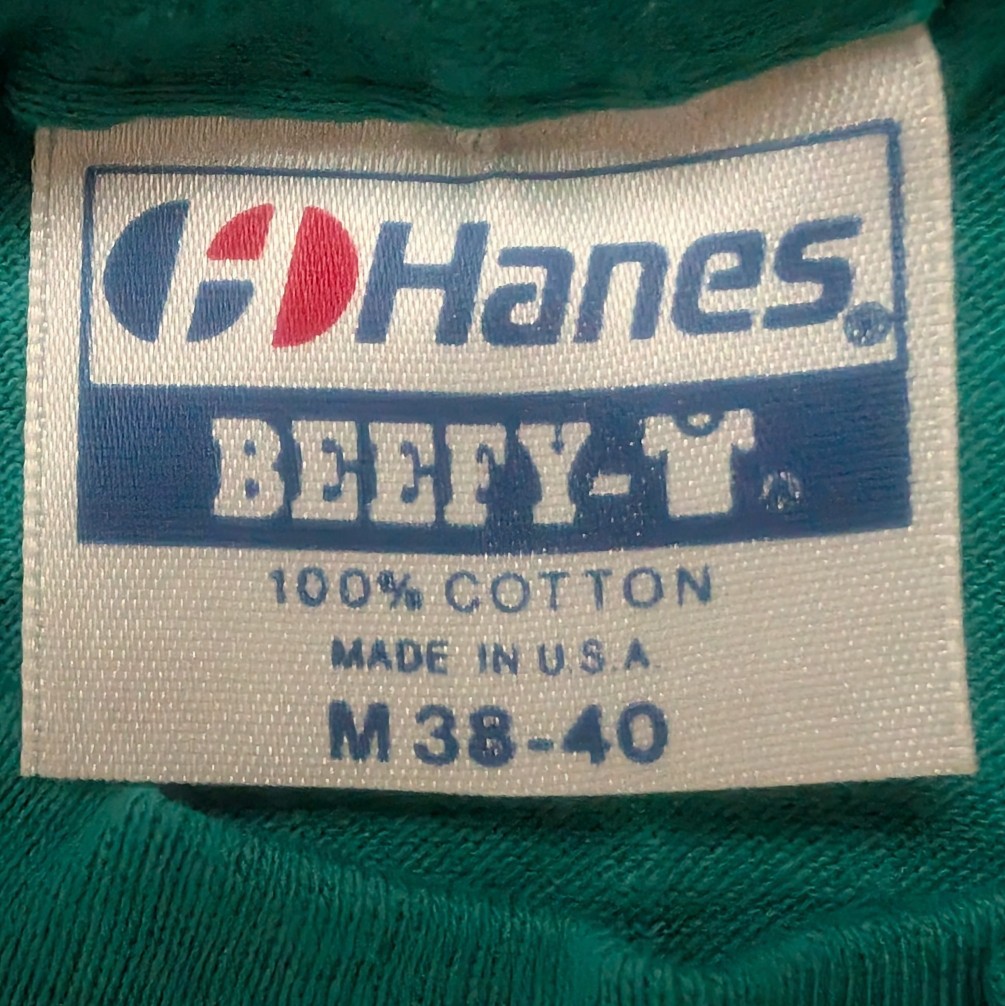 Hanes®
BEEFY-T®
100% COTTON
MADE IN U.S.A.
M 38-40